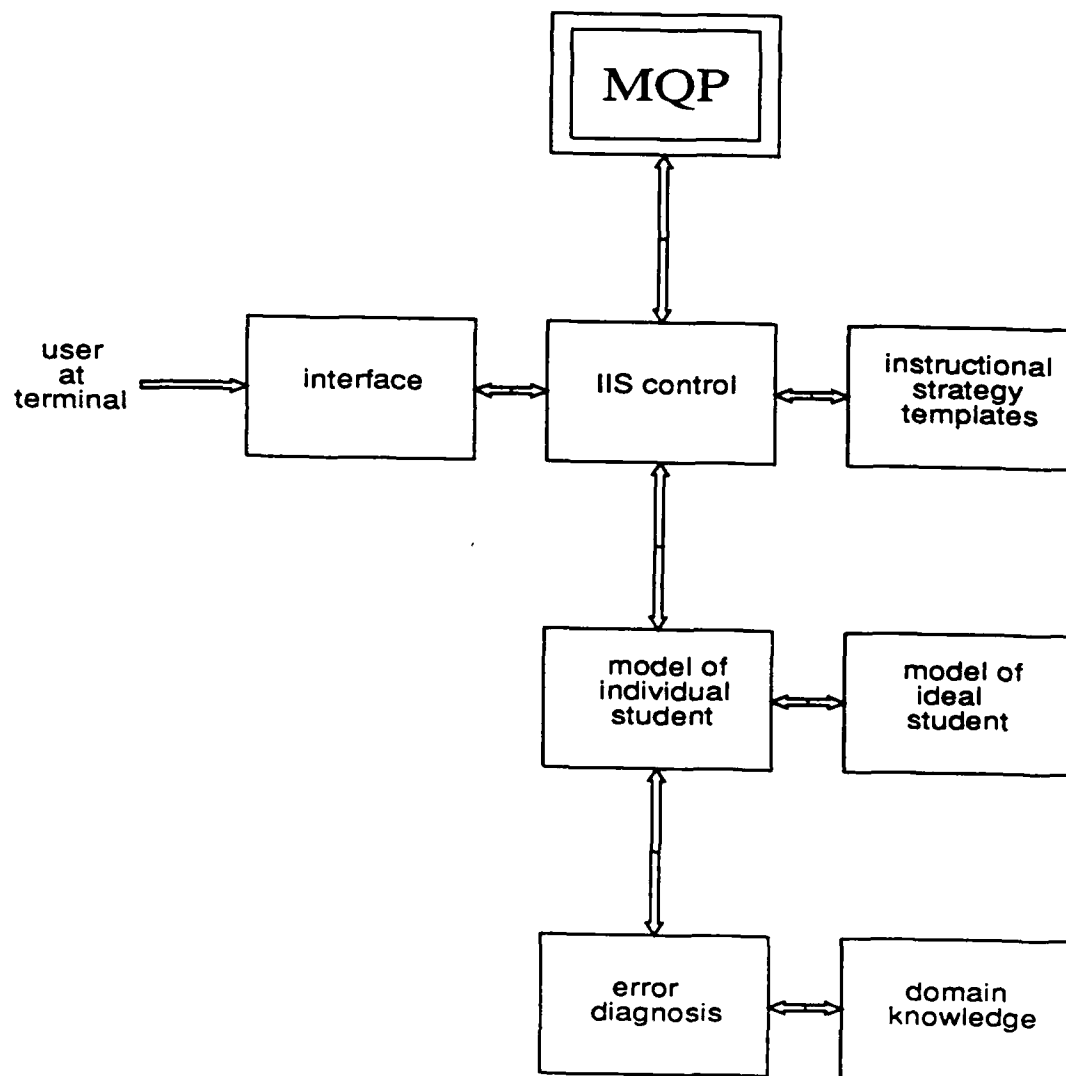 MQP
user
at
terminal
interface
IIS control
instructional
strategy
templates
model of
individual
student
model of
ideal
student
error
diagnosis
domain
knowledge